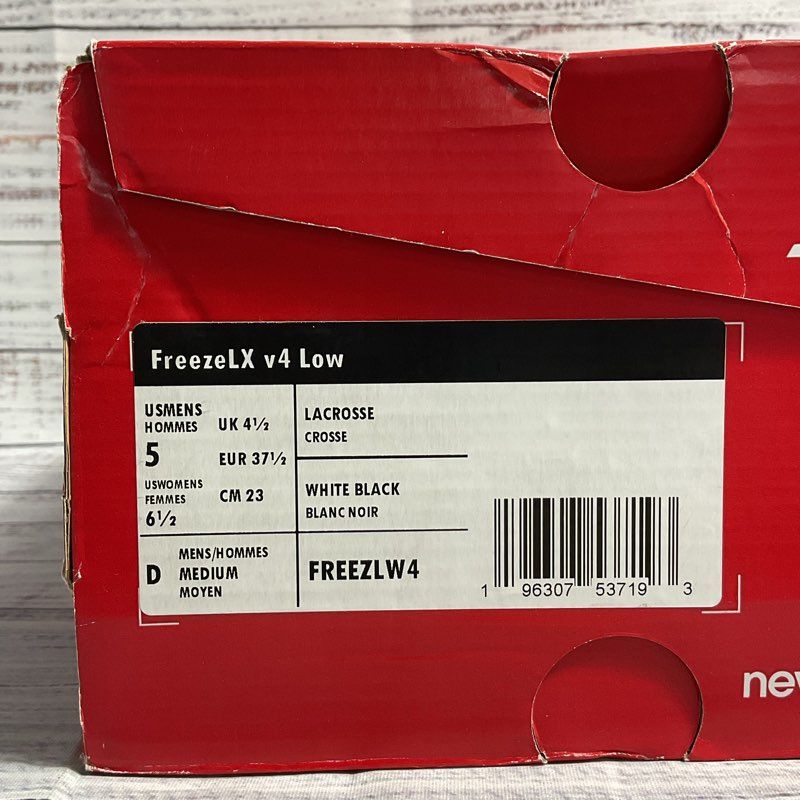 FreezeLX v4 Low
USMENS
HOMMES
5
UK 4½
EUR 37½
CM 23
USWOMENS
FEMMES
6½
LACROSSE
CROSSE
WHITE BLACK
BLANC NOIR
D
MENS/HOMMES
MEDIUM
MOYEN
FREEZLW4
1 96307 53719 3